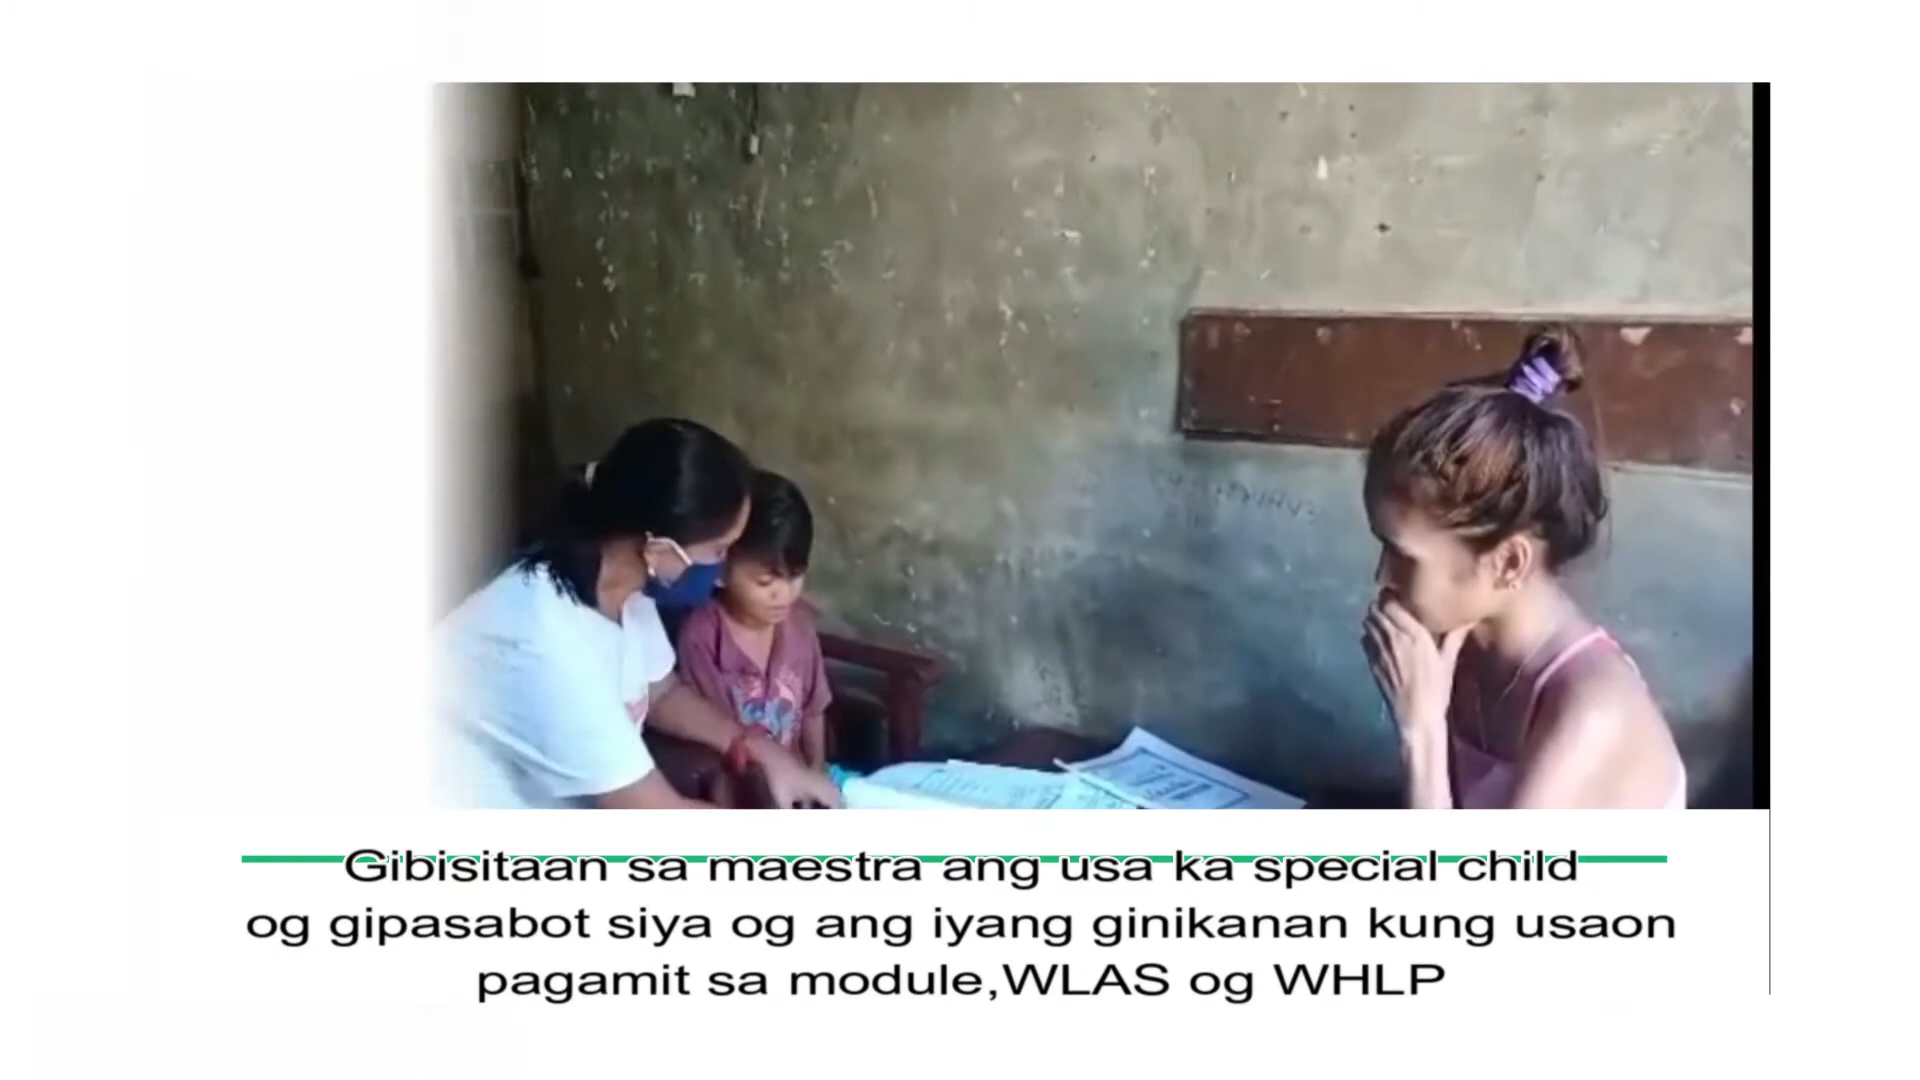 Gibisitaan sa maestra ang usa ka special child
og gipasabot siya og ang iyang ginikanan kung usaon
pagamit sa module,WLAS og WHLP